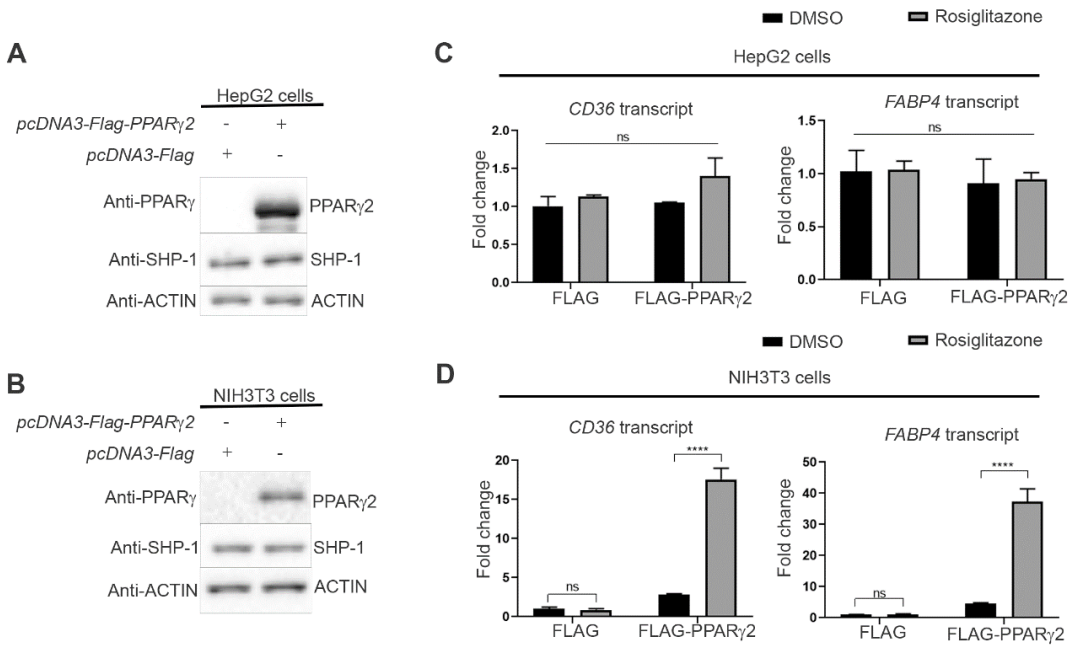 DMSO Rosiglitazone
A
HepG2 cells
pcDNA3-Flag-PPARγ2 - +
pcDNA3-Flag + -
Anti-PPARγ PPARγ2
Anti-SHP-1 SHP-1
Anti-ACTIN ACTIN
C
HepG2 cells
CD36 transcript
Fold change
2.0
1.5
1.0
0.5
0.0
ns
FLAG FLAG-PPARγ2
FABP4 transcript
Fold change
1.5
1.0
0.5
0.0
ns
FLAG FLAG-PPARγ2
DMSO Rosiglitazone
B
NIH3T3 cells
pcDNA3-Flag-PPARγ2 - +
pcDNA3-Flag + -
Anti-PPARγ PPARγ2
Anti-SHP-1 SHP-1
Anti-ACTIN ACTIN
D
NIH3T3 cells
CD36 transcript
Fold change
20
15
10
5
0
ns
****
FLAG FLAG-PPARγ2
FABP4 transcript
Fold change
50
40
30
20
10
0
ns
****
FLAG FLAG-PPARγ2